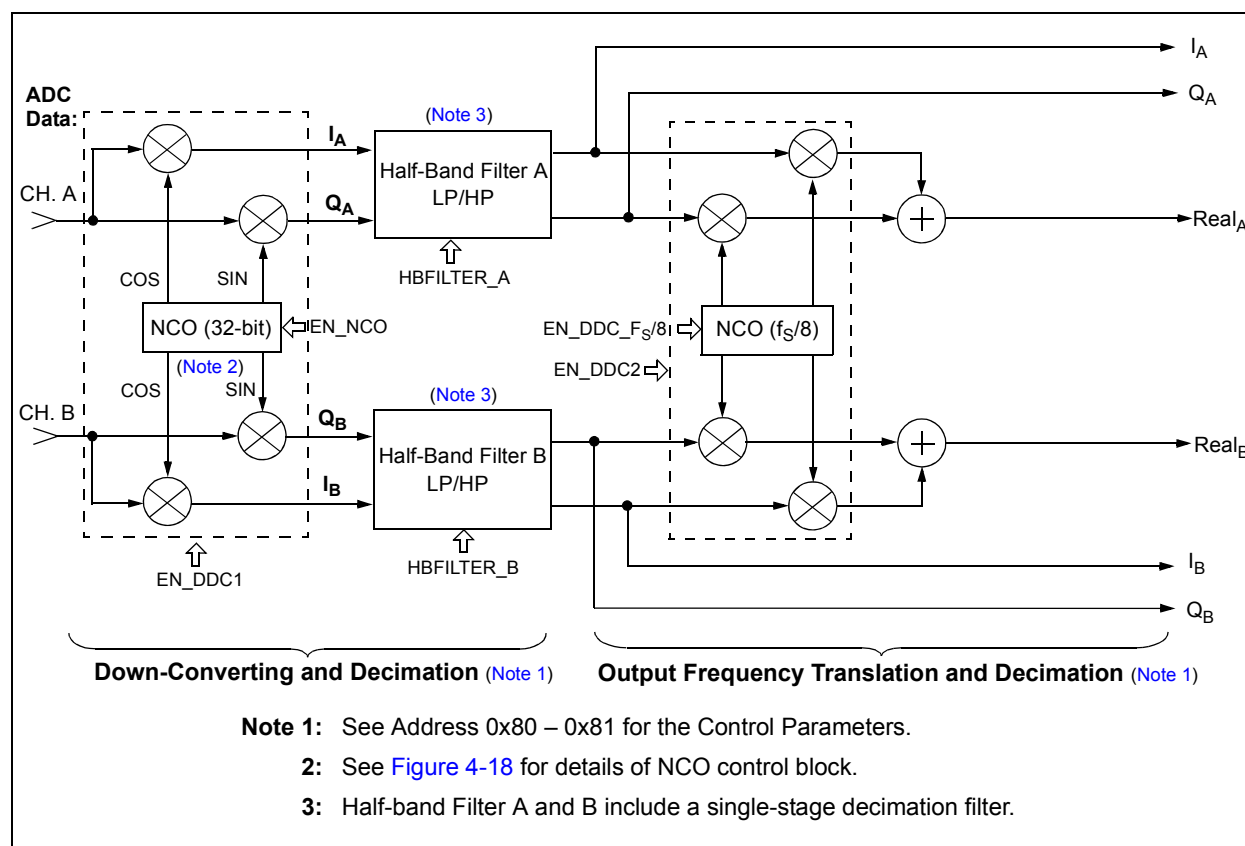 I_A
Q_A
ADC
Data:
(Note 3)
I_A
Half-Band Filter A
LP/HP
CH. A
Q_A
Real_A
HBFILTER_A
COS
SIN
NCO (32-bit)
EN_NCO
EN_DDC_F_S/8
NCO (f_S/8)
(Note 2)
EN_DDC2
COS
SIN
(Note 3)
CH. B
Q_B
Half-Band Filter B
LP/HP
Real_B
I_B
HBFILTER_B
EN_DDC1
I_B
Q_B
Down-Converting and Decimation (Note 1)
Output Frequency Translation and Decimation (Note 1)
Note 1: See Address 0x80 – 0x81 for the Control Parameters.
2: See Figure 4-18 for details of NCO control block.
3: Half-band Filter A and B include a single-stage decimation filter.